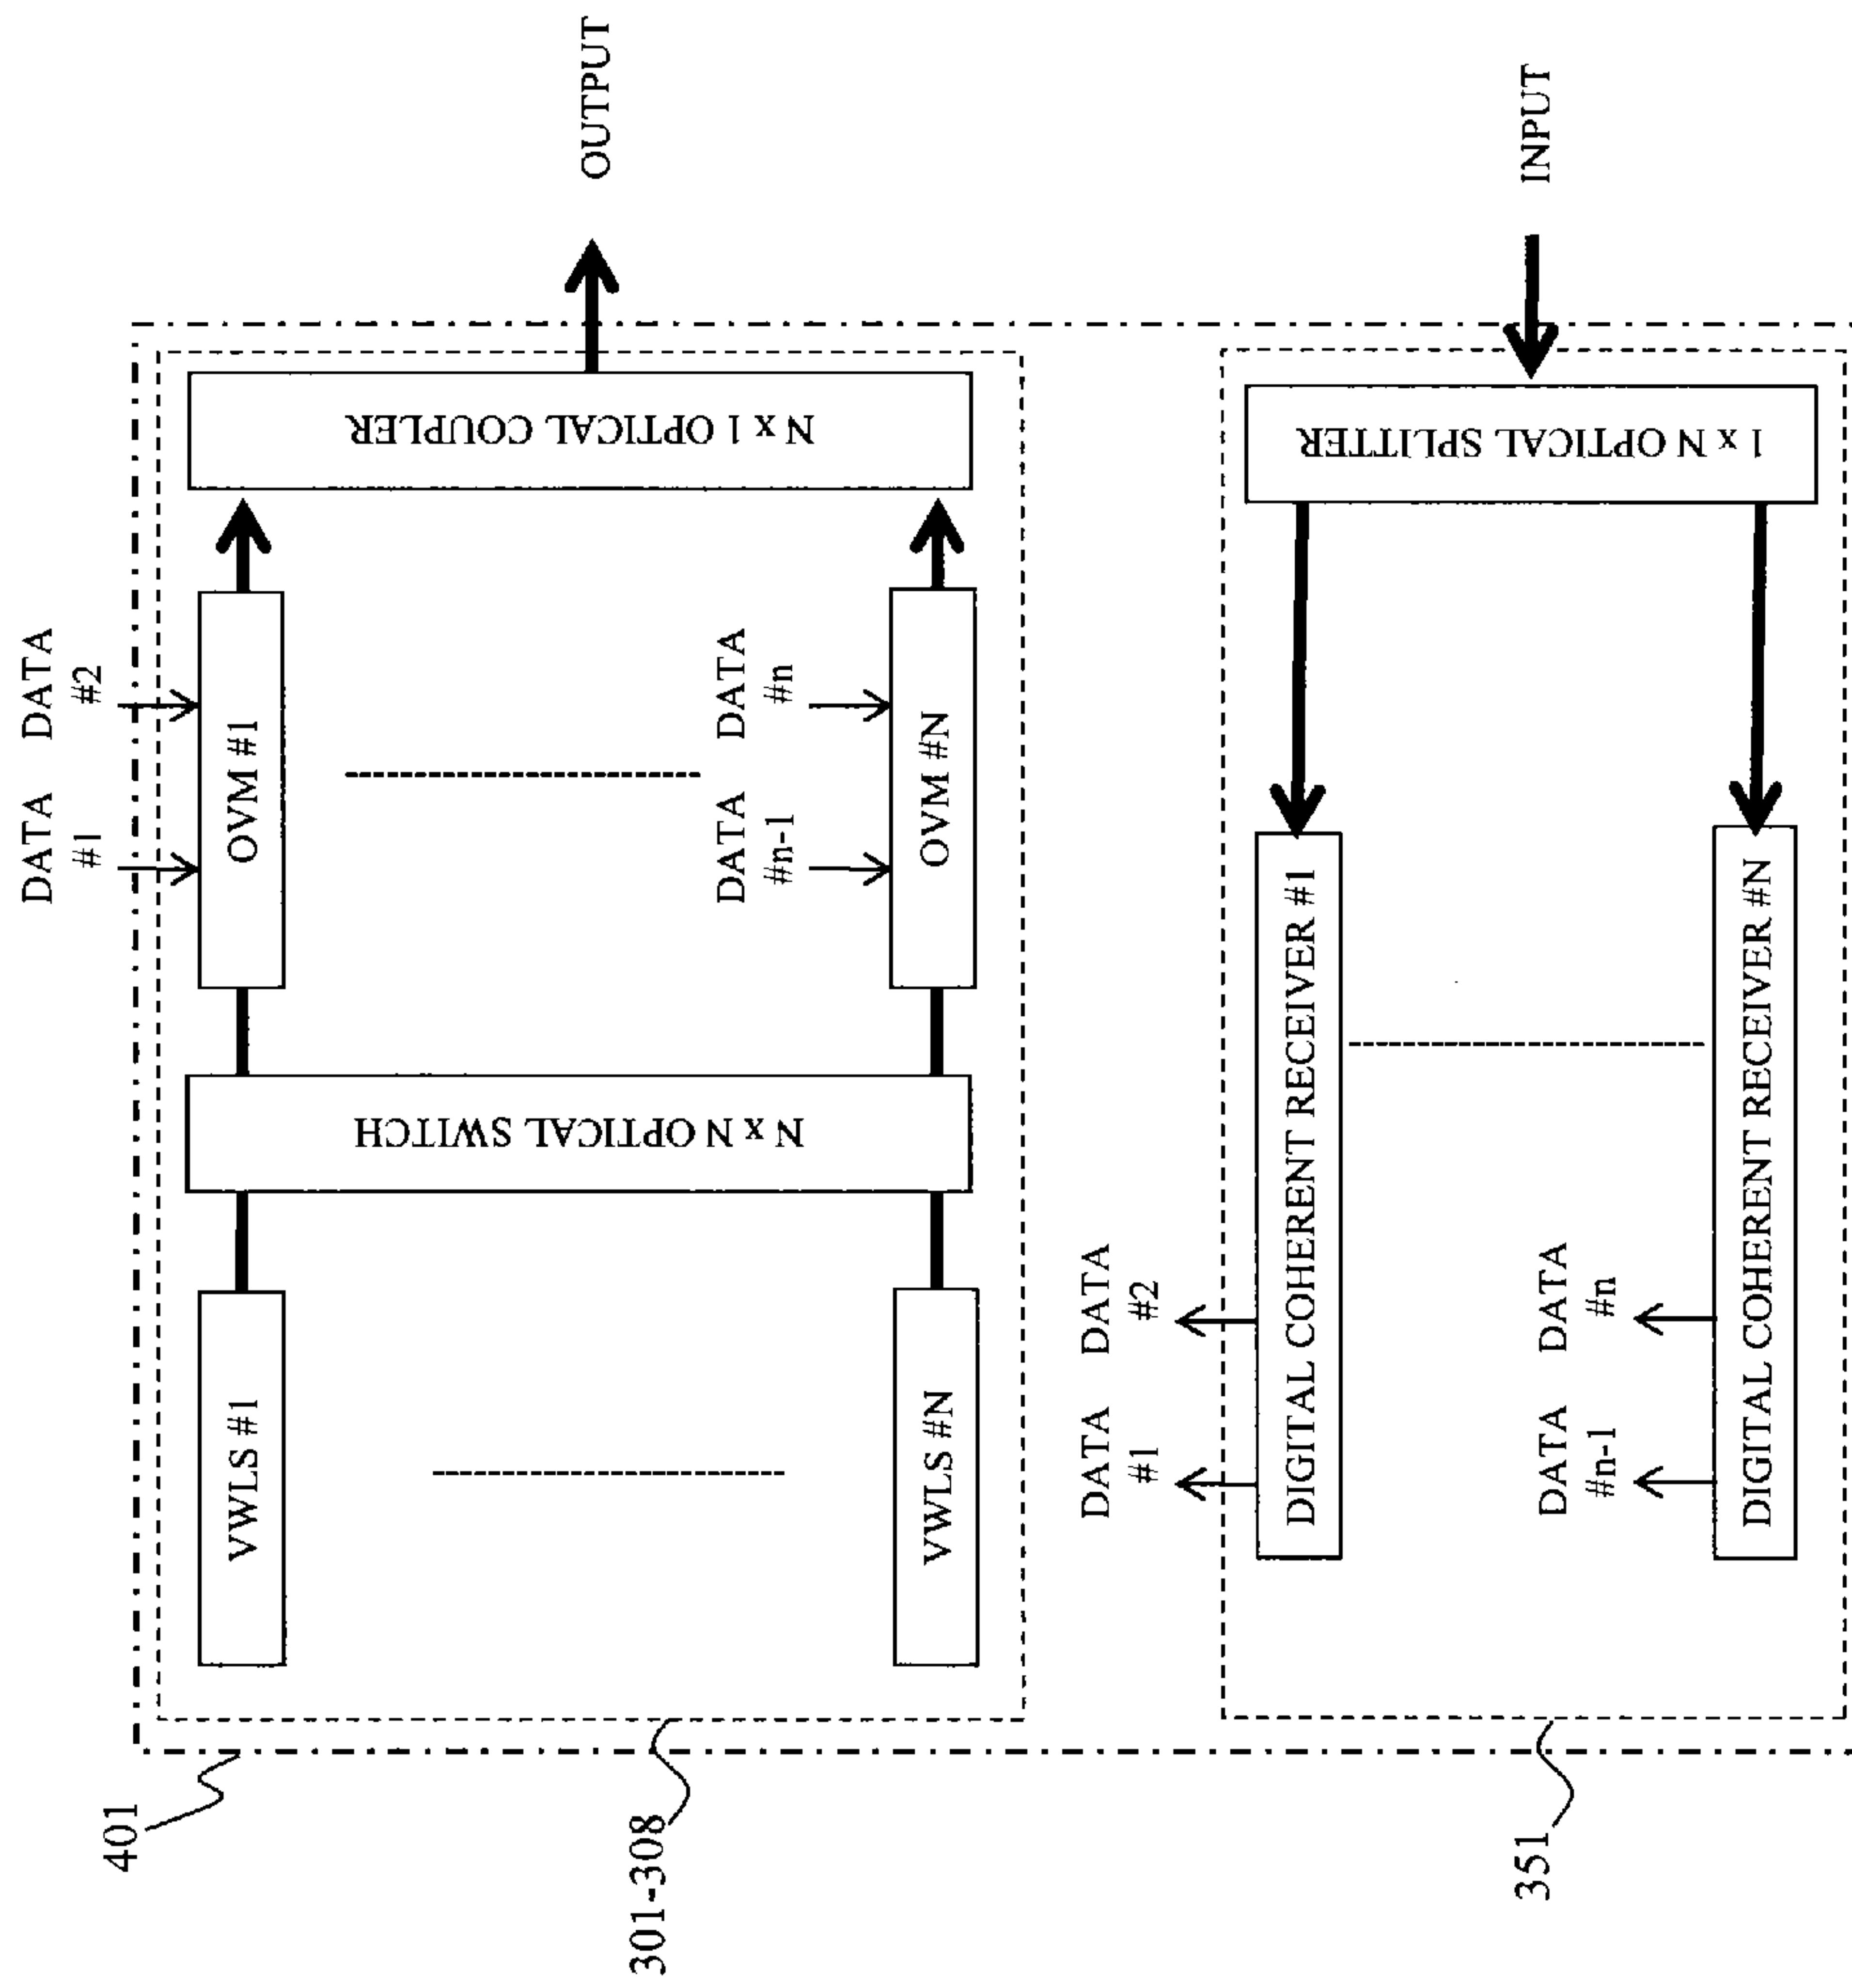 401
301-308
351
VWLS #1
VWLS #N
N x N OPTICAL SWITCH
DATA
#1
DATA
#2
OVM #1
DATA
#n-1
DATA
#n
OVM #N
N x 1 OPTICAL COUPLER
OUTPUT
DATA
#1
DATA
#2
DIGITAL COHERENT RECEIVER #1
DATA
#n-1
DATA
#n
DIGITAL COHERENT RECEIVER #N
1 x N OPTICAL SPLITTER
INPUT